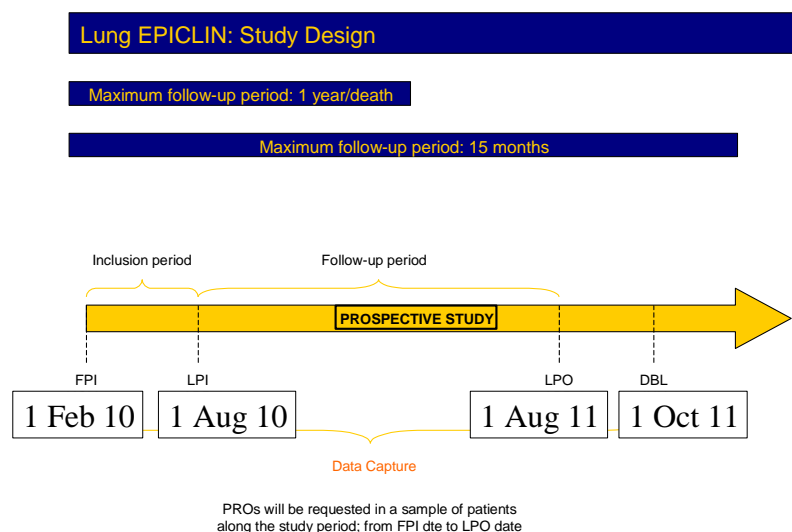 Lung EPICLIN: Study Design
Maximum follow-up period: 1 year/death
Maximum follow-up period: 15 months
Inclusion period
Follow-up period
PROSPECTIVE STUDY
FPI
LPI
LPO
DBL
1 Feb 10
1 Aug 10
1 Aug 11
1 Oct 11
Data Capture
PROs will be requested in a sample of patients
along the study period; from FPI dte to LPO date